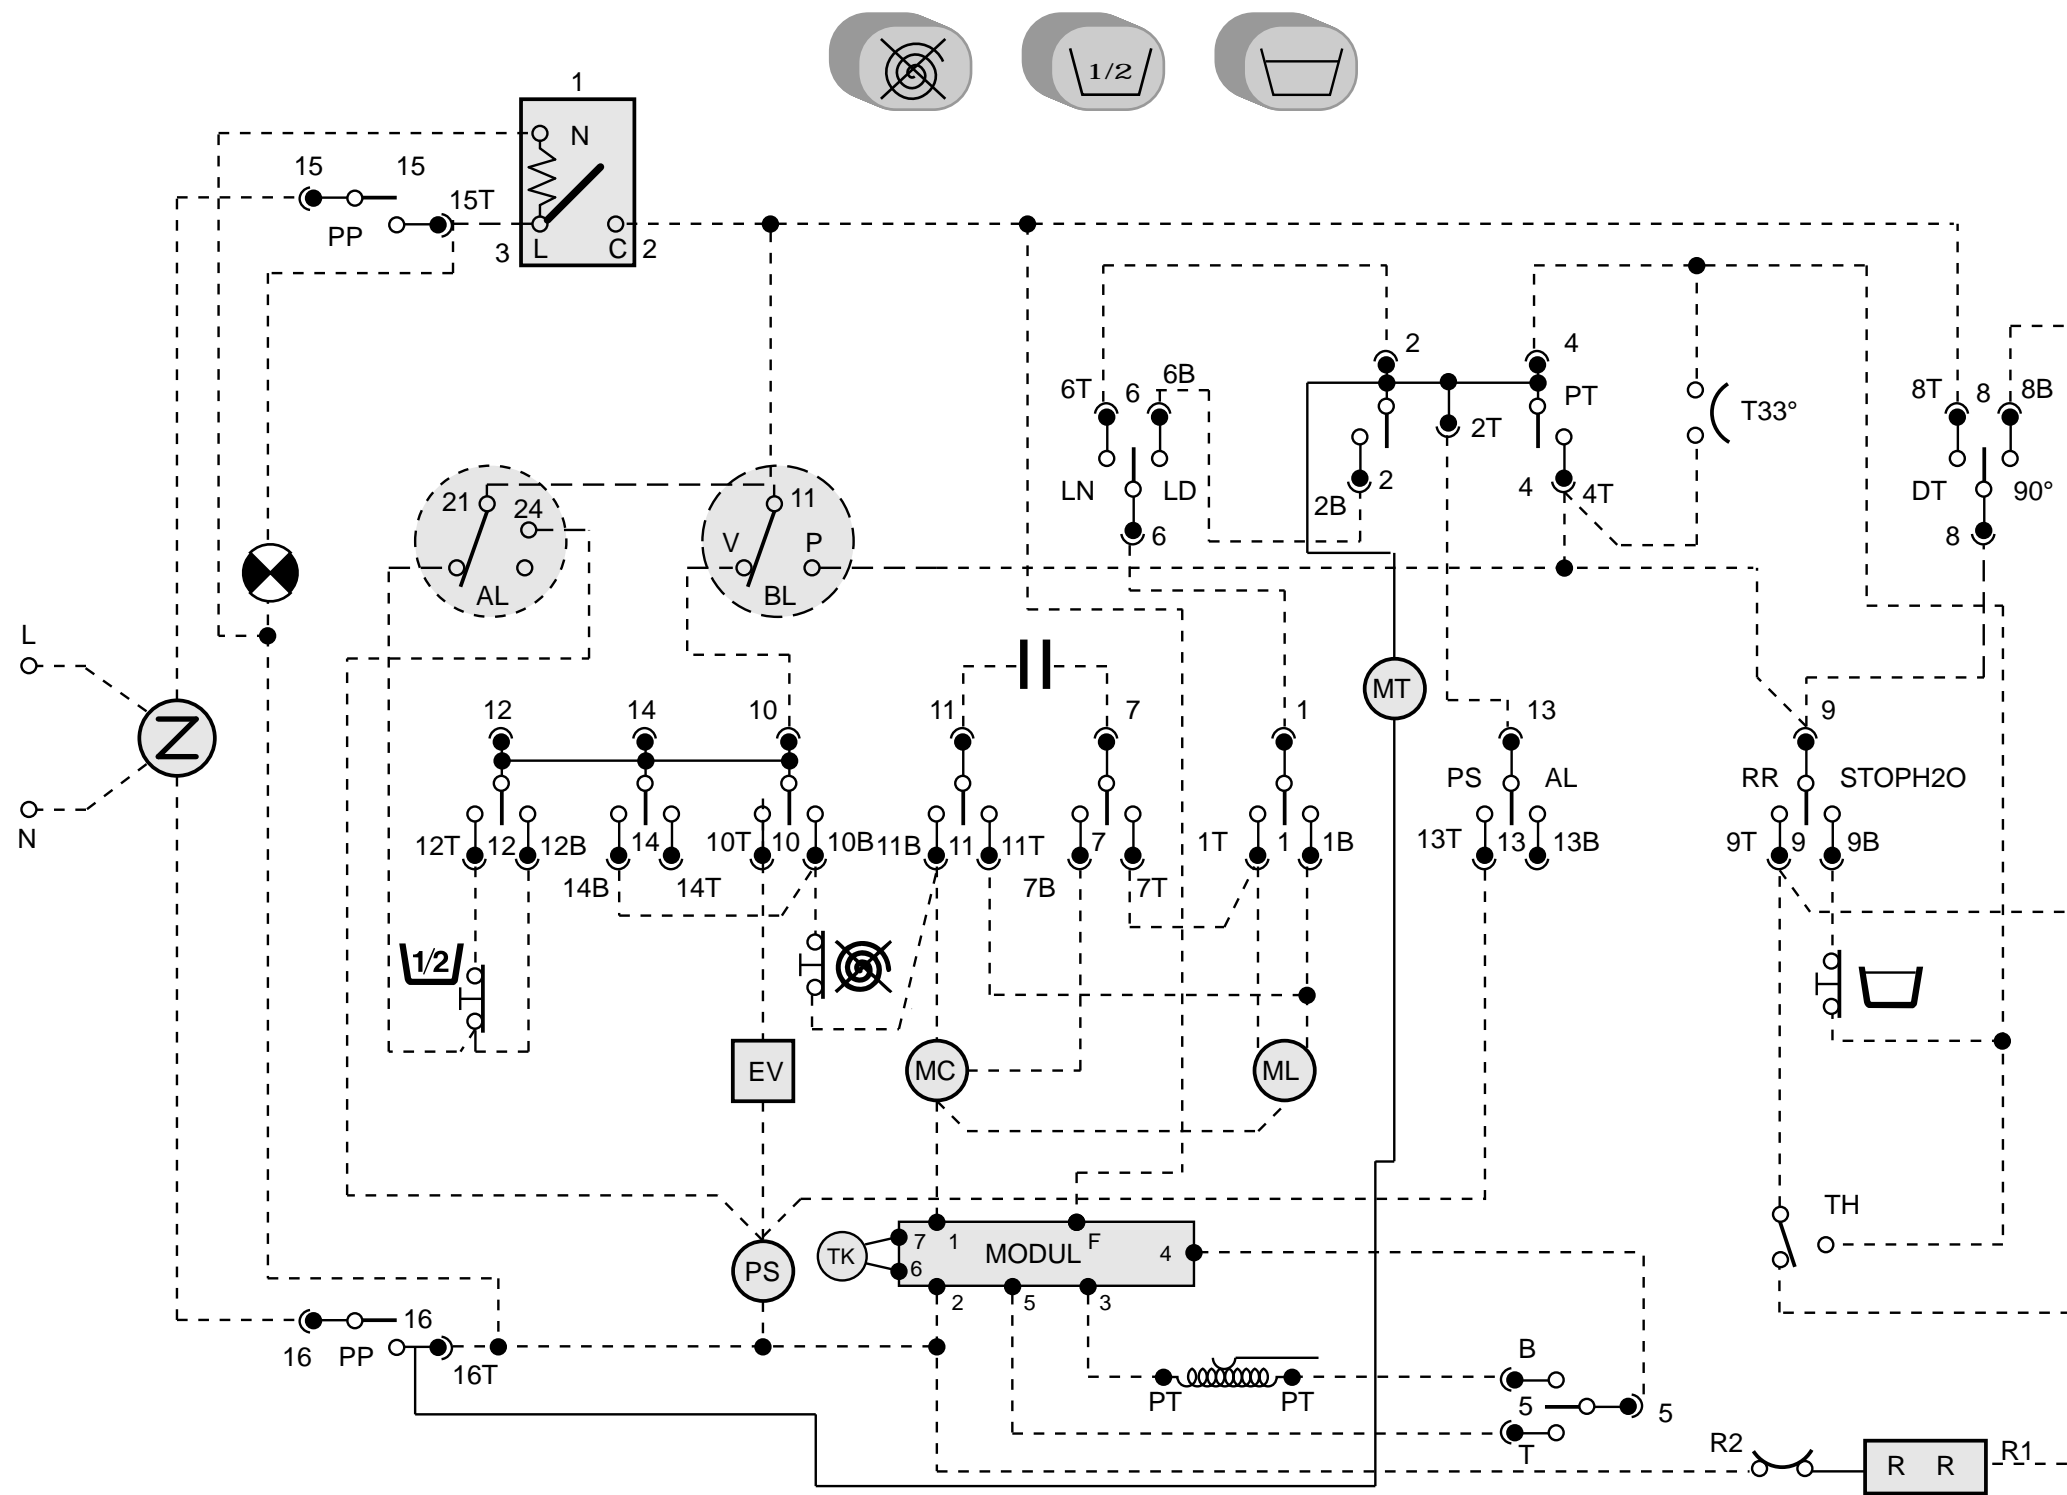 1/2
1
N
15 15
15T
PP
3 L C 2
2 4
6T 6 6B
PT
T33°
8T 8 8B
2T
LN LD
2 4 4T
2B
DT 90°
6 8
21 24
11
V P
AL BL
L
N
MT
12 14 10 11 7 1 13 9
PS AL RR STOPH2O
12T 12 12B 14 10T 10 10B 11B 11 11T 7 1T 1 1B 13T 13 13B 9T 9 9B
14B 14T 7B 7T
1/2
EV MC ML
TH
PS TK 7 6 1 MODUL F 4
2 5 3
16
16 PP 16T
B
PT PT
5 5
T
R2 R R R1